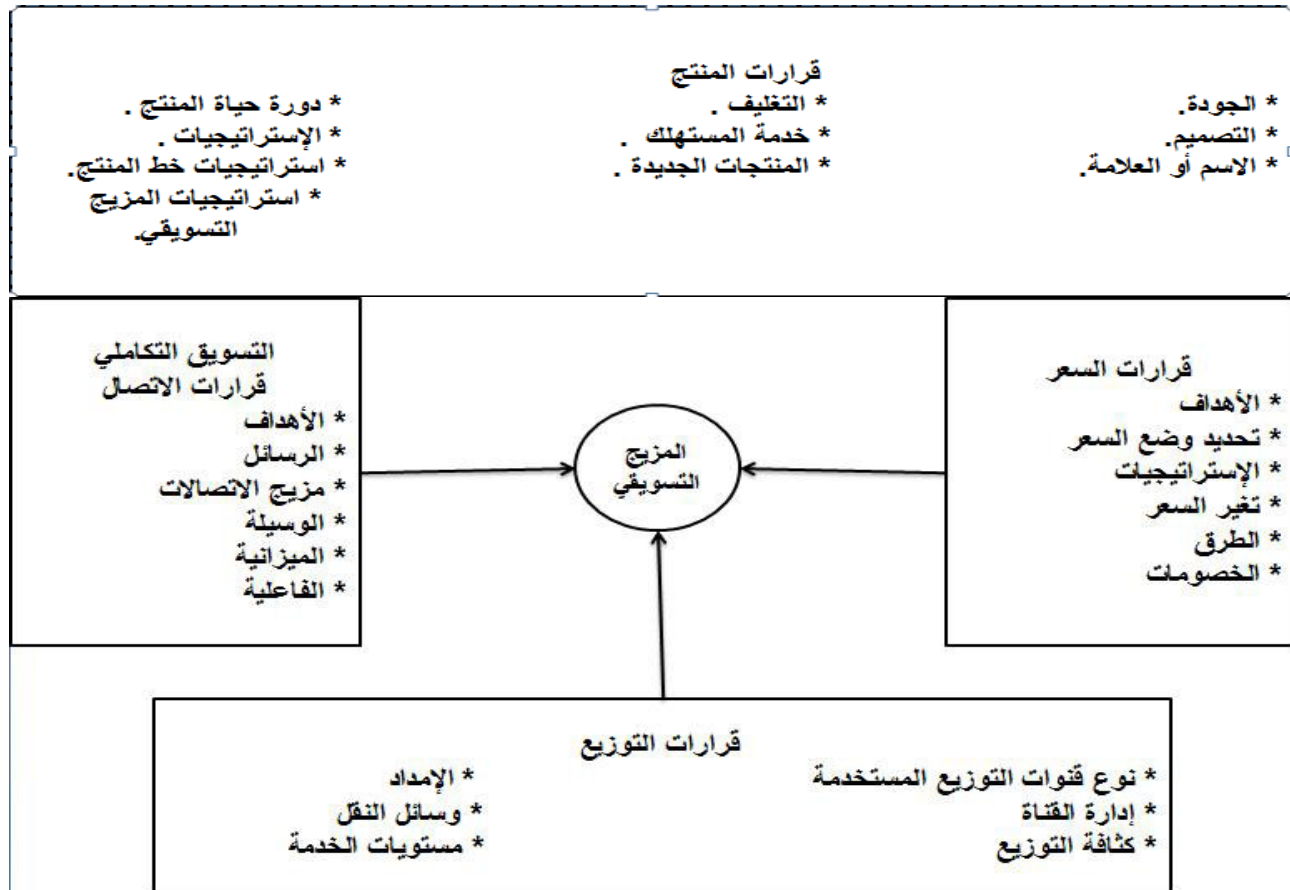 قرارات المنتج
* الجودة.
* التصميم.
* الاسم أو العلامة.
* التغليف .
* خدمة المستهلك .
* المنتجات الجديدة .
* دورة حياة المنتج .
* الإستراتيجيات .
* استراتيجيات خط المنتج.
* استراتيجيات المزيج
التسويقي.
قرارات السعر
* الأهداف
* تحديد وضع السعر
* الإستراتيجيات
* تغير السعر
* الطرق
* الخصومات
المزيج
التسويقي
التسويق التكاملي
قرارات الاتصال
* الأهداف
* الرسائل
* مزيج الاتصالات
* الوسيلة
* الميزانية
* الفاعلية
قرارات التوزيع
* نوع قنوات التوزيع المستخدمة
* إدارة القناة
* كثافة التوزيع
* الإمداد
* وسائل النقل
* مستويات الخدمة